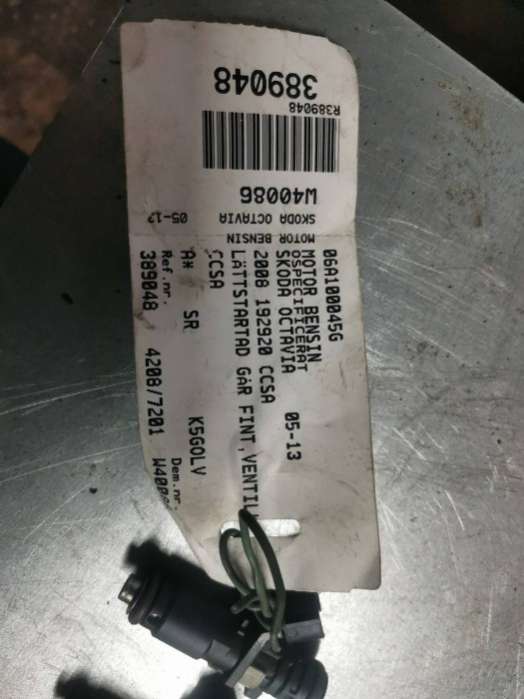 389048
R389048
W40086
SKODA OCTAVIA 05-13
MOTOR BENSIN
06A100045G
MOTOR BENSIN
OSPECIFICERAT
SKODA OCTAVIA 05-13
2008 192920 CCSA
LÄTTSTARTAD GÅR FINT,VENTIL
CCSA
A* SR K5GOLV
Ref.nr. Dem.nr.
389048 4208/7201